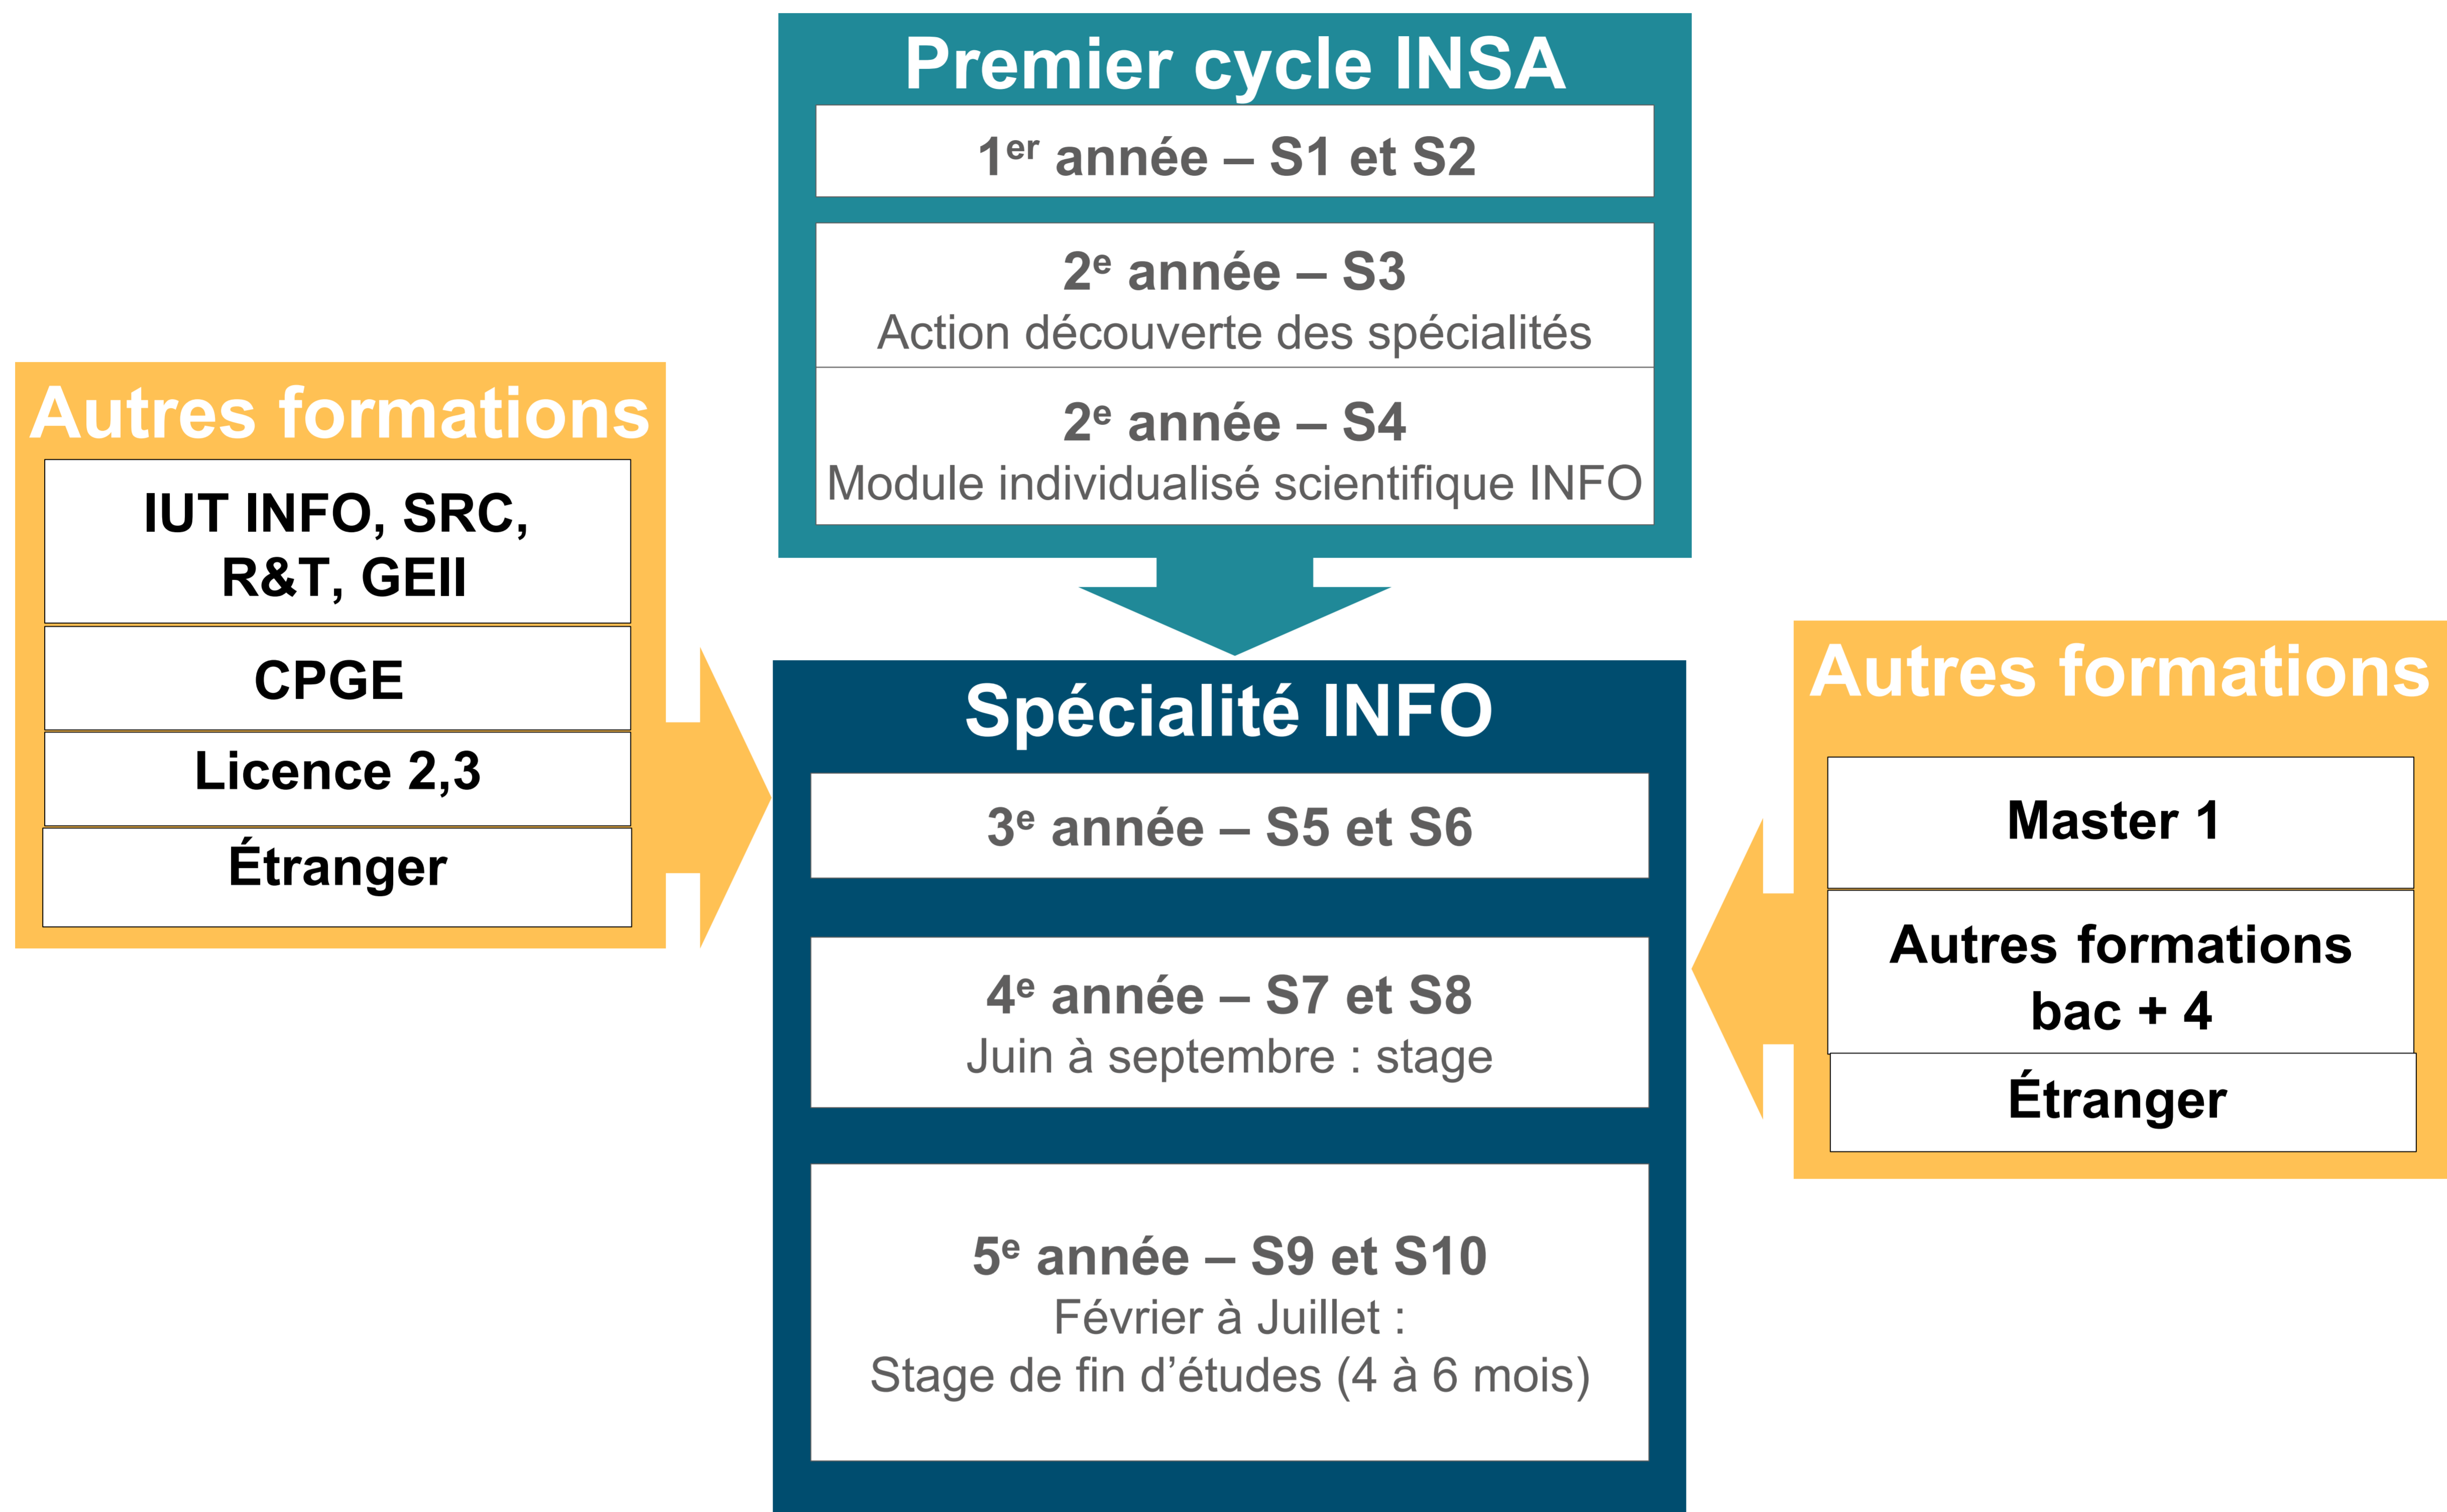 Premier cycle INSA
1er année – S1 et S2
2e année – S3
Action découverte des spécialités
2e année – S4
Module individualisé scientifique INFO
Autres formations
IUT INFO, SRC,
R&T, GEII
CPGE
Licence 2,3
Étranger
Spécialité INFO
3e année – S5 et S6
4e année – S7 et S8
Juin à septembre : stage
5e année – S9 et S10
Février à Juillet :
Stage de fin d’études (4 à 6 mois)
Autres formations
Master 1
Autres formations
bac + 4
Étranger